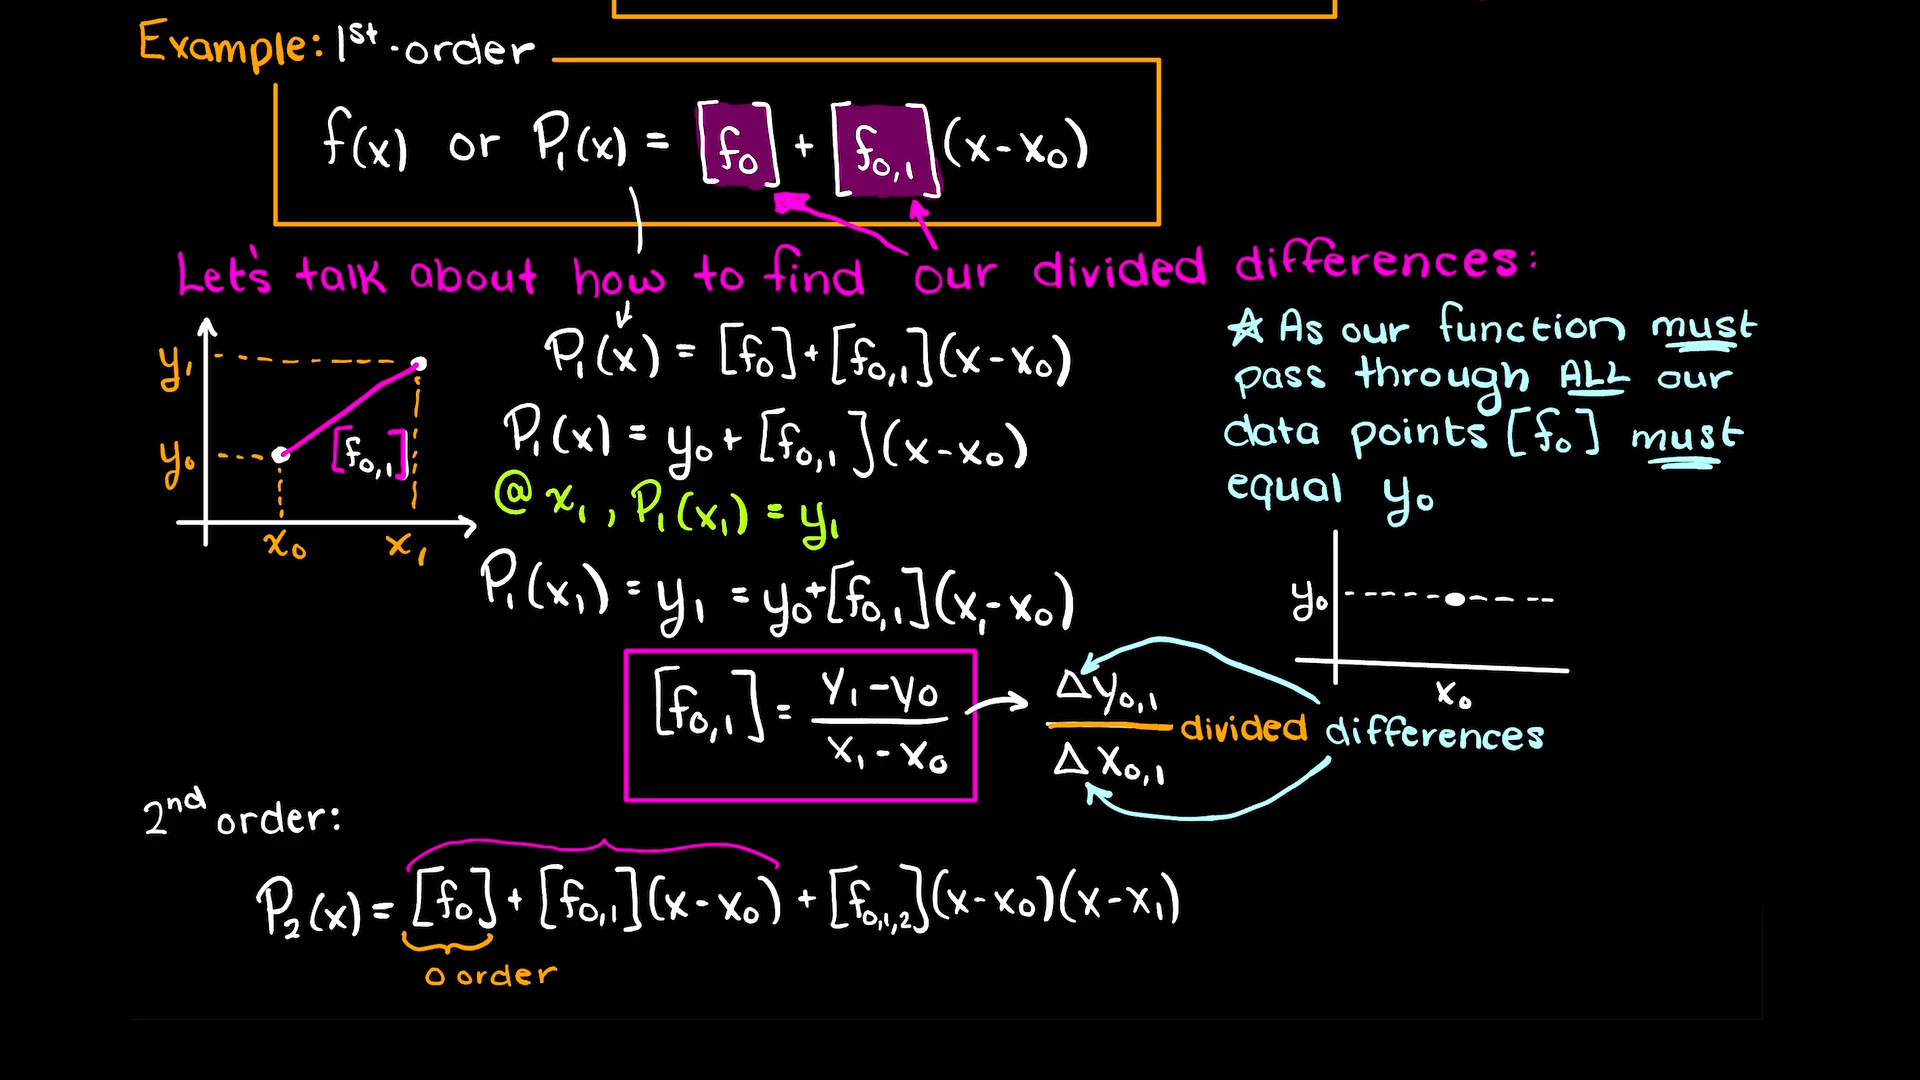 Example: 1st-order
f(x) or P₁(x) = [f₀] + [f₀,₁](x-x₀)
Let's talk about how to find our divided differences:
P₁(x) = [f₀]+[f₀,₁](x-x₀)
P₁(x) = y₀+[f₀,₁](x-x₀)
@ x₁, P₁(x₁) = y₁
P₁(x₁) = y₁ = y₀+[f₀,₁](x₁-x₀)
[f₀,₁] = (y₁-y₀)/(x₁-x₀) → Δy₀,₁/Δx₀,₁ divided differences
y₁
y₀
[f₀,₁]
x₀ x₁
☆ As our function must
pass through ALL our
data points [f₀] must
equal y₀
y₀
x₀
2nd order:
P₂(x) = [f₀]+[f₀,₁](x-x₀)+[f₀,₁,₂](x-x₀)(x-x₁)
0 order